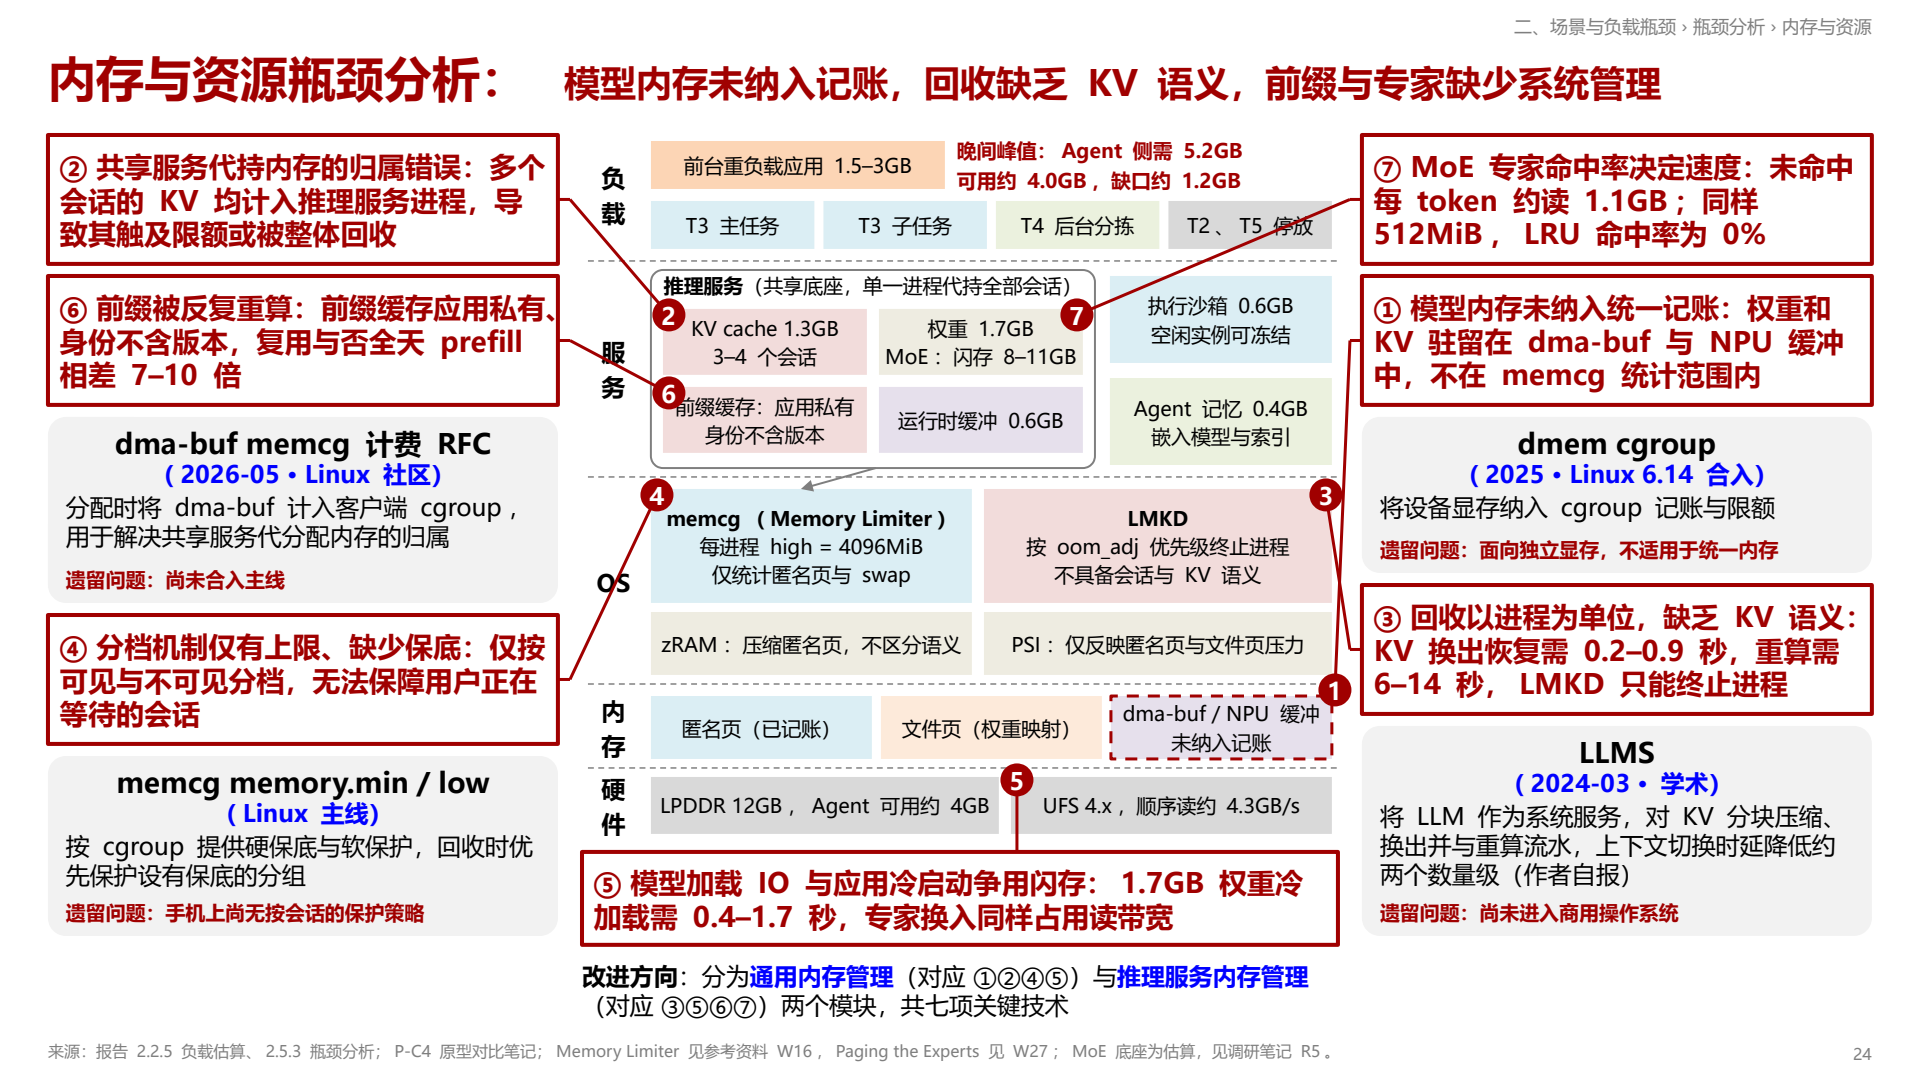 二、场景与负载瓶颈 › 瓶颈分析 › 内存与资源
内存与资源瓶颈分析： 模型内存未纳入记账，回收缺乏 KV 语义，前缀与专家缺少系统管理
② 共享服务代持内存的归属错误：多个
会话的 KV 均计入推理服务进程，导
致其触及限额或被整体回收
⑥ 前缀被反复重算：前缀缓存应用私有、
身份不含版本，复用与否全天 prefill
相差 7–10 倍
dma-buf memcg 计费 RFC
（2026-05 • Linux 社区）
分配时将 dma-buf 计入客户端 cgroup，
用于解决共享服务代分配内存的归属
遗留问题：尚未合入主线
④ 分档机制仅有上限、缺少保底：仅按
可见与不可见分档，无法保障用户正在
等待的会话
memcg memory.min / low
（Linux 主线）
按 cgroup 提供硬保底与软保护，回收时优
先保护设有保底的分组
遗留问题：手机上尚无按会话的保护策略
负
载
前台重负载应用 1.5–3GB
晚间峰值： Agent 侧需 5.2GB
可用约 4.0GB，缺口约 1.2GB
T3 主任务
T3 子任务
T4 后台分拣
T2、T5 停放
服
务
推理服务（共享底座，单一进程代持全部会话）
2
KV cache 1.3GB
3–4 个会话
7
权重 1.7GB
MoE：闪存 8–11GB
6
前缀缓存：应用私有
身份不含版本
运行时缓冲 0.6GB
执行沙箱 0.6GB
空闲实例可冻结
Agent 记忆 0.4GB
嵌入模型与索引
OS
4
memcg （Memory Limiter）
每进程 high = 4096MiB
仅统计匿名页与 swap
3
LMKD
按 oom_adj 优先级终止进程
不具备会话与 KV 语义
zRAM：压缩匿名页，不区分语义
PSI：仅反映匿名页与文件页压力
内
存
匿名页（已记账）
文件页（权重映射）
1
dma-buf / NPU 缓冲
未纳入记账
硬
件
LPDDR 12GB， Agent 可用约 4GB
5
UFS 4.x，顺序读约 4.3GB/s
⑤ 模型加载 IO 与应用冷启动争用闪存： 1.7GB 权重冷
加载需 0.4–1.7 秒，专家换入同样占用读带宽
改进方向：分为通用内存管理（对应 ①②④⑤）与推理服务内存管理
（对应 ③⑤⑥⑦）两个模块，共七项关键技术
⑦ MoE 专家命中率决定速度：未命中
每 token 约读 1.1GB；同样
512MiB， LRU 命中率为 0%
① 模型内存未纳入统一记账：权重和
KV 驻留在 dma-buf 与 NPU 缓冲
中，不在 memcg 统计范围内
dmem cgroup
（2025 • Linux 6.14 合入）
将设备显存纳入 cgroup 记账与限额
遗留问题：面向独立显存，不适用于统一内存
③ 回收以进程为单位，缺乏 KV 语义：
KV 换出恢复需 0.2–0.9 秒，重算需
6–14 秒， LMKD 只能终止进程
LLMS
（2024-03 • 学术）
将 LLM 作为系统服务，对 KV 分块压缩、
换出并与重算流水，上下文切换时延降低约
两个数量级（作者自报）
遗留问题：尚未进入商用操作系统
来源：报告 2.2.5 负载估算、2.5.3 瓶颈分析； P-C4 原型对比笔记； Memory Limiter 见参考资料 W16， Paging the Experts 见 W27； MoE 底座为估算，见调研笔记 R5。
24